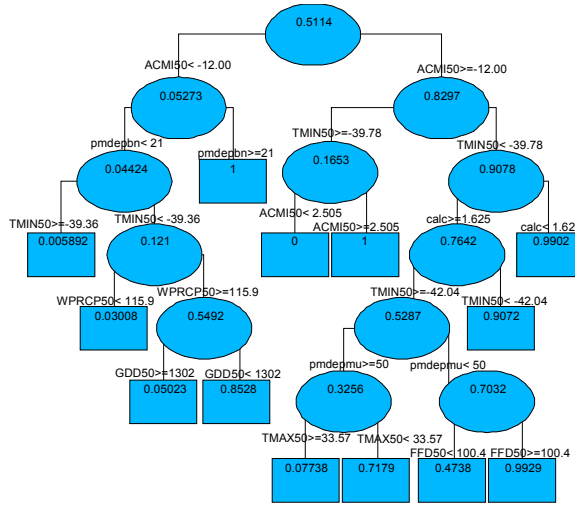 0.5114
ACMI50< -12.00
ACMI50>=-12.00
0.05273
0.8297
pmdepbn< 21
pmdepbn>=21
TMIN50>=-39.78
TMIN50< -39.78
0.04424
1
0.1653
0.9078
TMIN50>=-39.36
TMIN50< -39.36
ACMI50< 2.505
ACMI50>=2.505
calc>=1.625
calc< 1.62
0.005892
0.121
0
1
0.7642
0.9902
WPRCP50< 115.9
WPRCP50>=115.9
TMIN50>=-42.04
TMIN50< -42.04
0.03008
0.5492
0.5287
0.9072
GDD50>=1302
GDD50< 1302
pmdepmu>=50
pmdepmu< 50
0.05023
0.8528
0.3256
0.7032
TMAX50>=33.57
TMAX50< 33.57
FFD50< 100.4
FFD50>=100.4
0.07738
0.7179
0.4738
0.9929